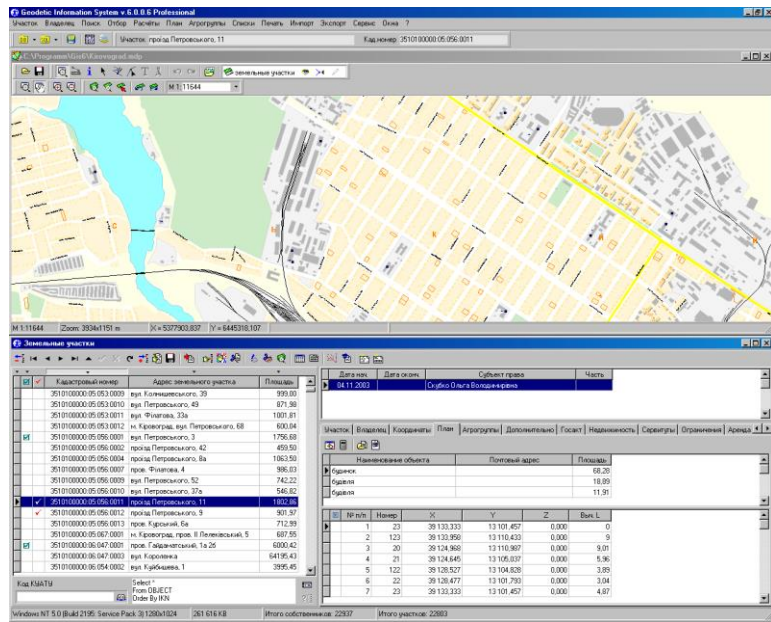 Geodetic Information System v.6.0.0.6 Professional
Участок Владелец Поиск Отбор Расчёты План Агрогруппы Списки Печать Импорт Экспорт Сервис Окна ?
Участок проїзд Петровського, 11 Кад.номер 3510100000:05:056:0011
земельные участки
M 1:11644
M 1:11644 Zoom: 3934x1151 m X = 5377903,837 Y = 6445318,107
Земельные участки
Кадастровый номер Адрес земельного участка Площадь
3510100000:05:053:0009 вул. Колнишевського, 39 999,00
3510100000:05:053:0010 вул. Петровського, 49 871,98
3510100000:05:053:0011 вул. Філатова, 33а 1001,81
3510100000:05:053:0012 м. Кіровоград, вул. Петровського, 68 600,04
3510100000:05:056:0001 вул. Петровського, 3 1756,68
3510100000:05:056:0002 проїзд Петровського, 42 459,50
3510100000:05:056:0004 проїзд Петровського, 8а 1063,50
3510100000:05:056:0007 пров. Філатова, 4 986,03
3510100000:05:056:0009 вул. Петровського, 52 742,22
3510100000:05:056:0010 вул. Петровського, 37а 546,82
3510100000:05:056:0011 проїзд Петровського, 11 1002,86
3510100000:05:056:0012 проїзд Петровського, 9 901,97
3510100000:05:056:0013 пров. Курський, 6а 712,99
3510100000:05:067:0001 м. Кіровоград, пров. ІІ Лелеківський, 5 687,55
3510100000:06:047:0001 пров. Гайдаматський, 1а 2б 6000,42
3510100000:06:047:0003 вул. Короленка 64195,43
3510100000:06:054:0002 вул. Куйбишева, 1 3995,45
Код КУАТУ
Select *
From OBJECT
Order By IKN
Дата нач. Дата оконч. Субъект права Часть
04.11.2003 Скубко Ольга Володимирівна
Участок Владелец Координаты План Агрогруппы Дополнительно Госакт Недвижимость Сервитуты Ограничения Аренда
Наименование объекта Почтовый адрес Площадь
будинок 68,28
будівля 18,89
будівля 11,91
№ п/п Номер X Y Z Выч. L
1 23 39 133,333 13 101,457 0,000 0
2 123 39 133,958 13 110,433 0,000 9
3 20 39 124,968 13 110,987 0,000 9,01
4 21 39 124,645 13 105,037 0,000 5,96
5 122 39 128,527 13 104,828 0,000 3,89
6 22 39 128,477 13 101,793 0,000 3,04
7 23 39 133,333 13 101,457 0,000 4,87
Windows NT 5.0 (Build 2195: Service Pack 3) 1280x1024 261 616 KB Итого собственников: 22937 Итого участков: 22883